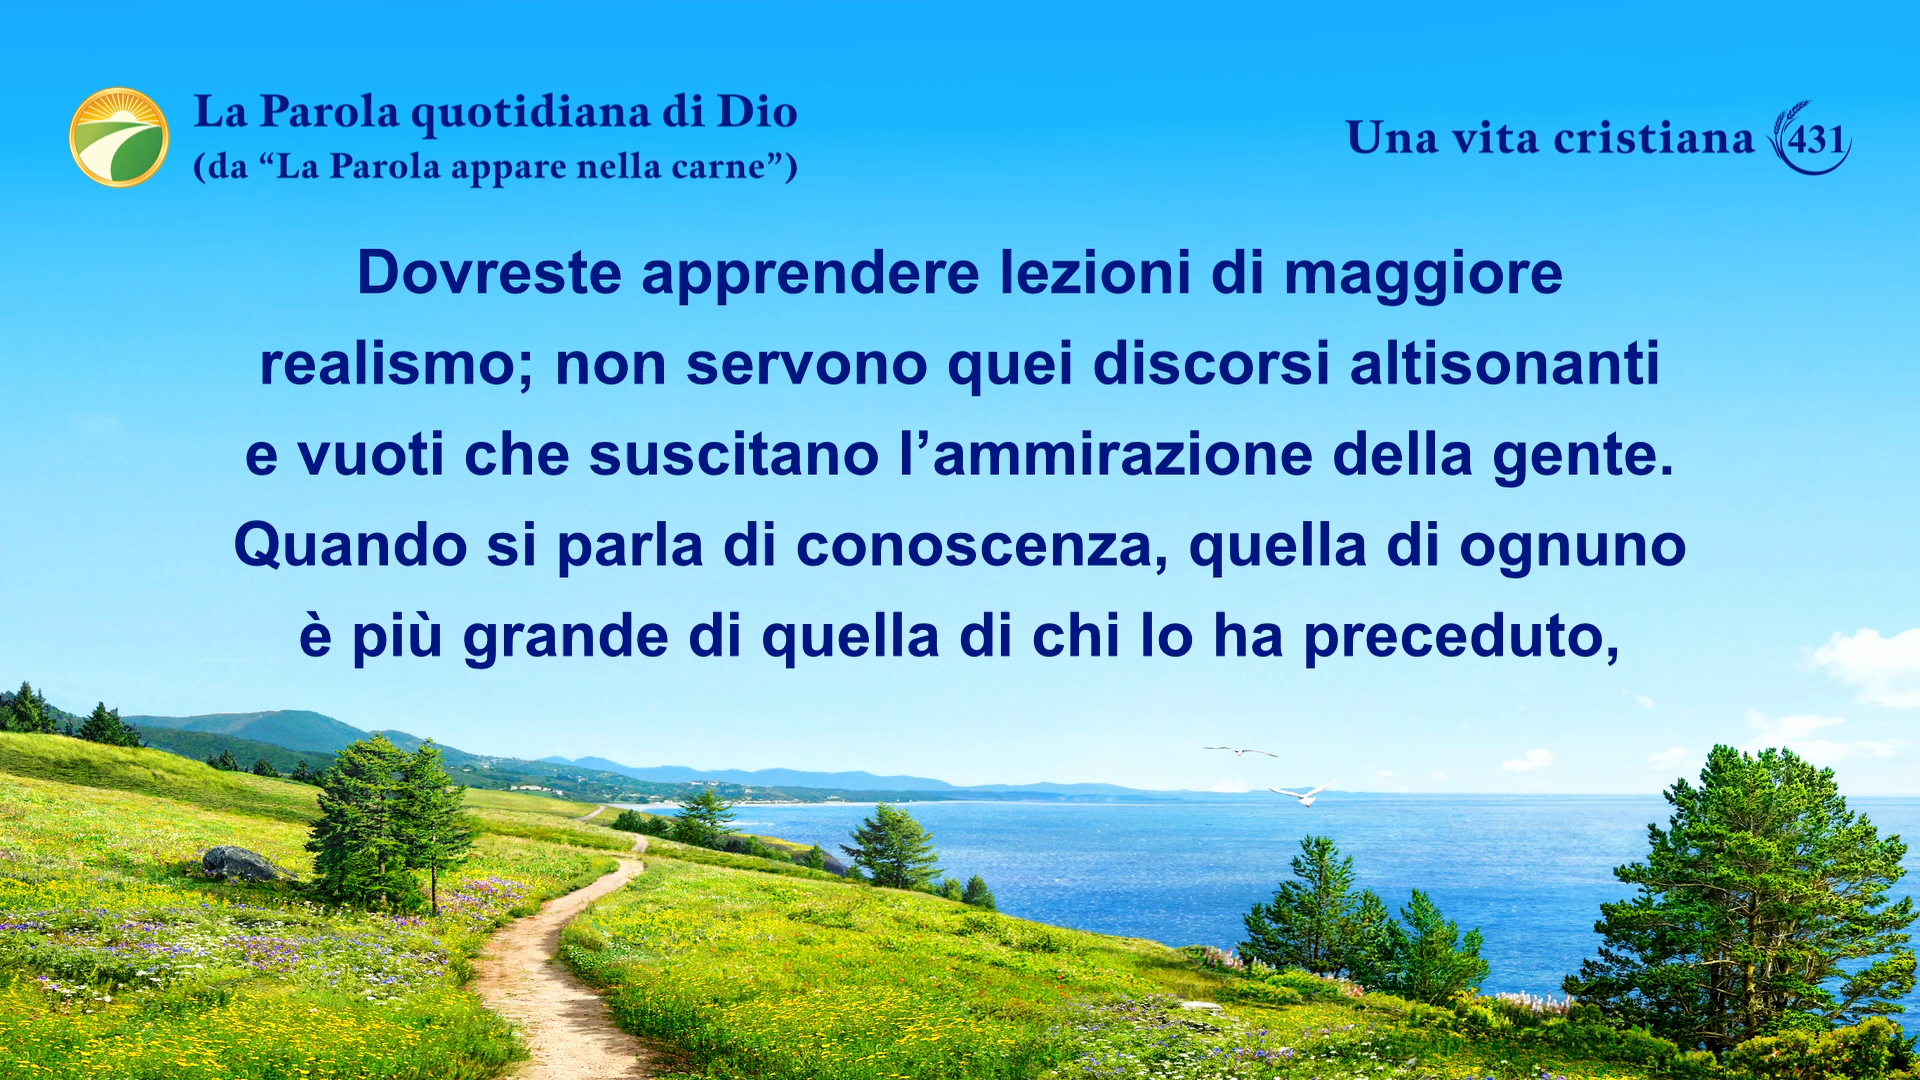 La Parola quotidiana di Dio
(da “La Parola appare nella carne”)
Una vita cristiana 431
Dovreste apprendere lezioni di maggiore
realismo; non servono quei discorsi altisonanti
e vuoti che suscitano l’ammirazione della gente.
Quando si parla di conoscenza, quella di ognuno
è più grande di quella di chi lo ha preceduto,